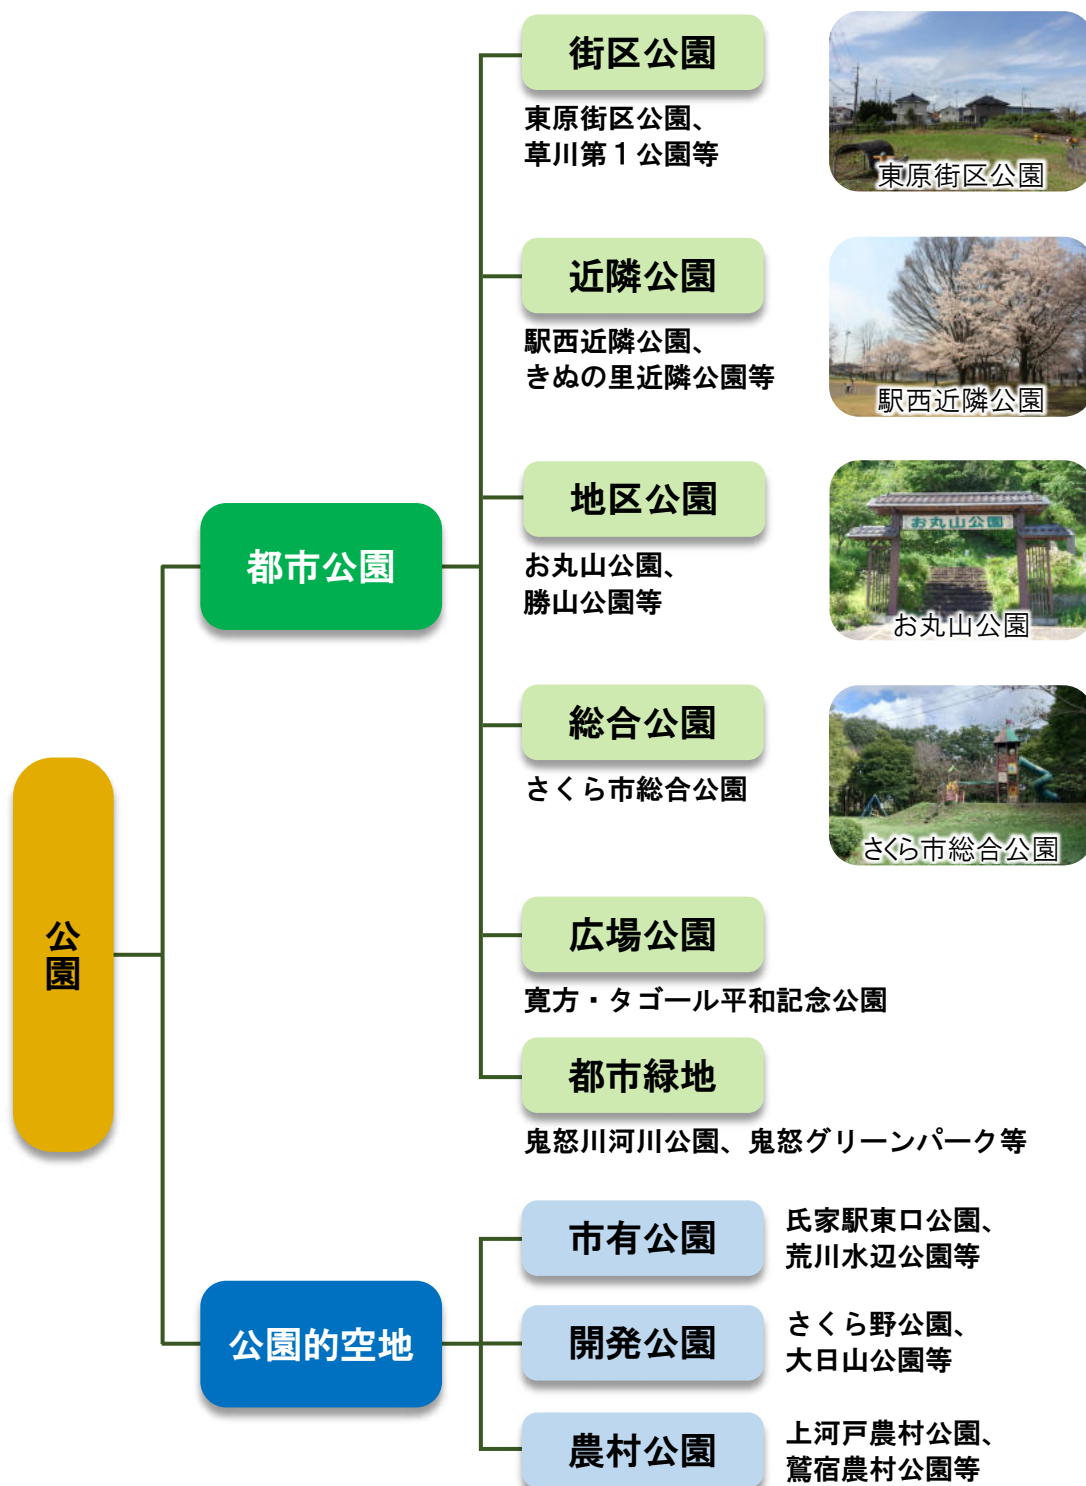 公園
都市公園
街区公園
東原街区公園、
草川第１公園等
東原街区公園
近隣公園
駅西近隣公園、
きぬの里近隣公園等
駅西近隣公園
地区公園
お丸山公園、
勝山公園等
お丸山公園
お丸山公園
総合公園
さくら市総合公園
さくら市総合公園
広場公園
寛方・タゴール平和記念公園
都市緑地
鬼怒川河川公園、鬼怒グリーンパーク等
公園的空地
市有公園
氏家駅東口公園、
荒川水辺公園等
開発公園
さくら野公園、
大日山公園等
農村公園
上河戸農村公園、
鷲宿農村公園等